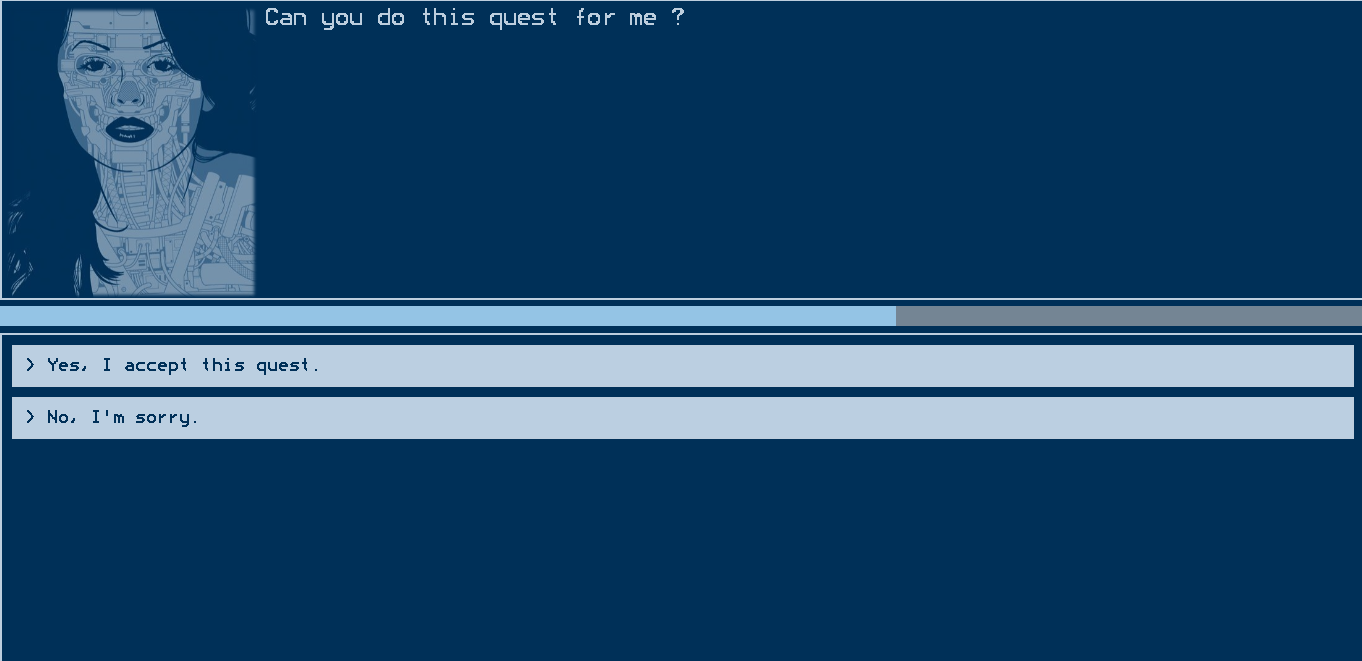 Can you do this quest for me ?
> Yes, I accept this quest.
> No, I'm sorry.